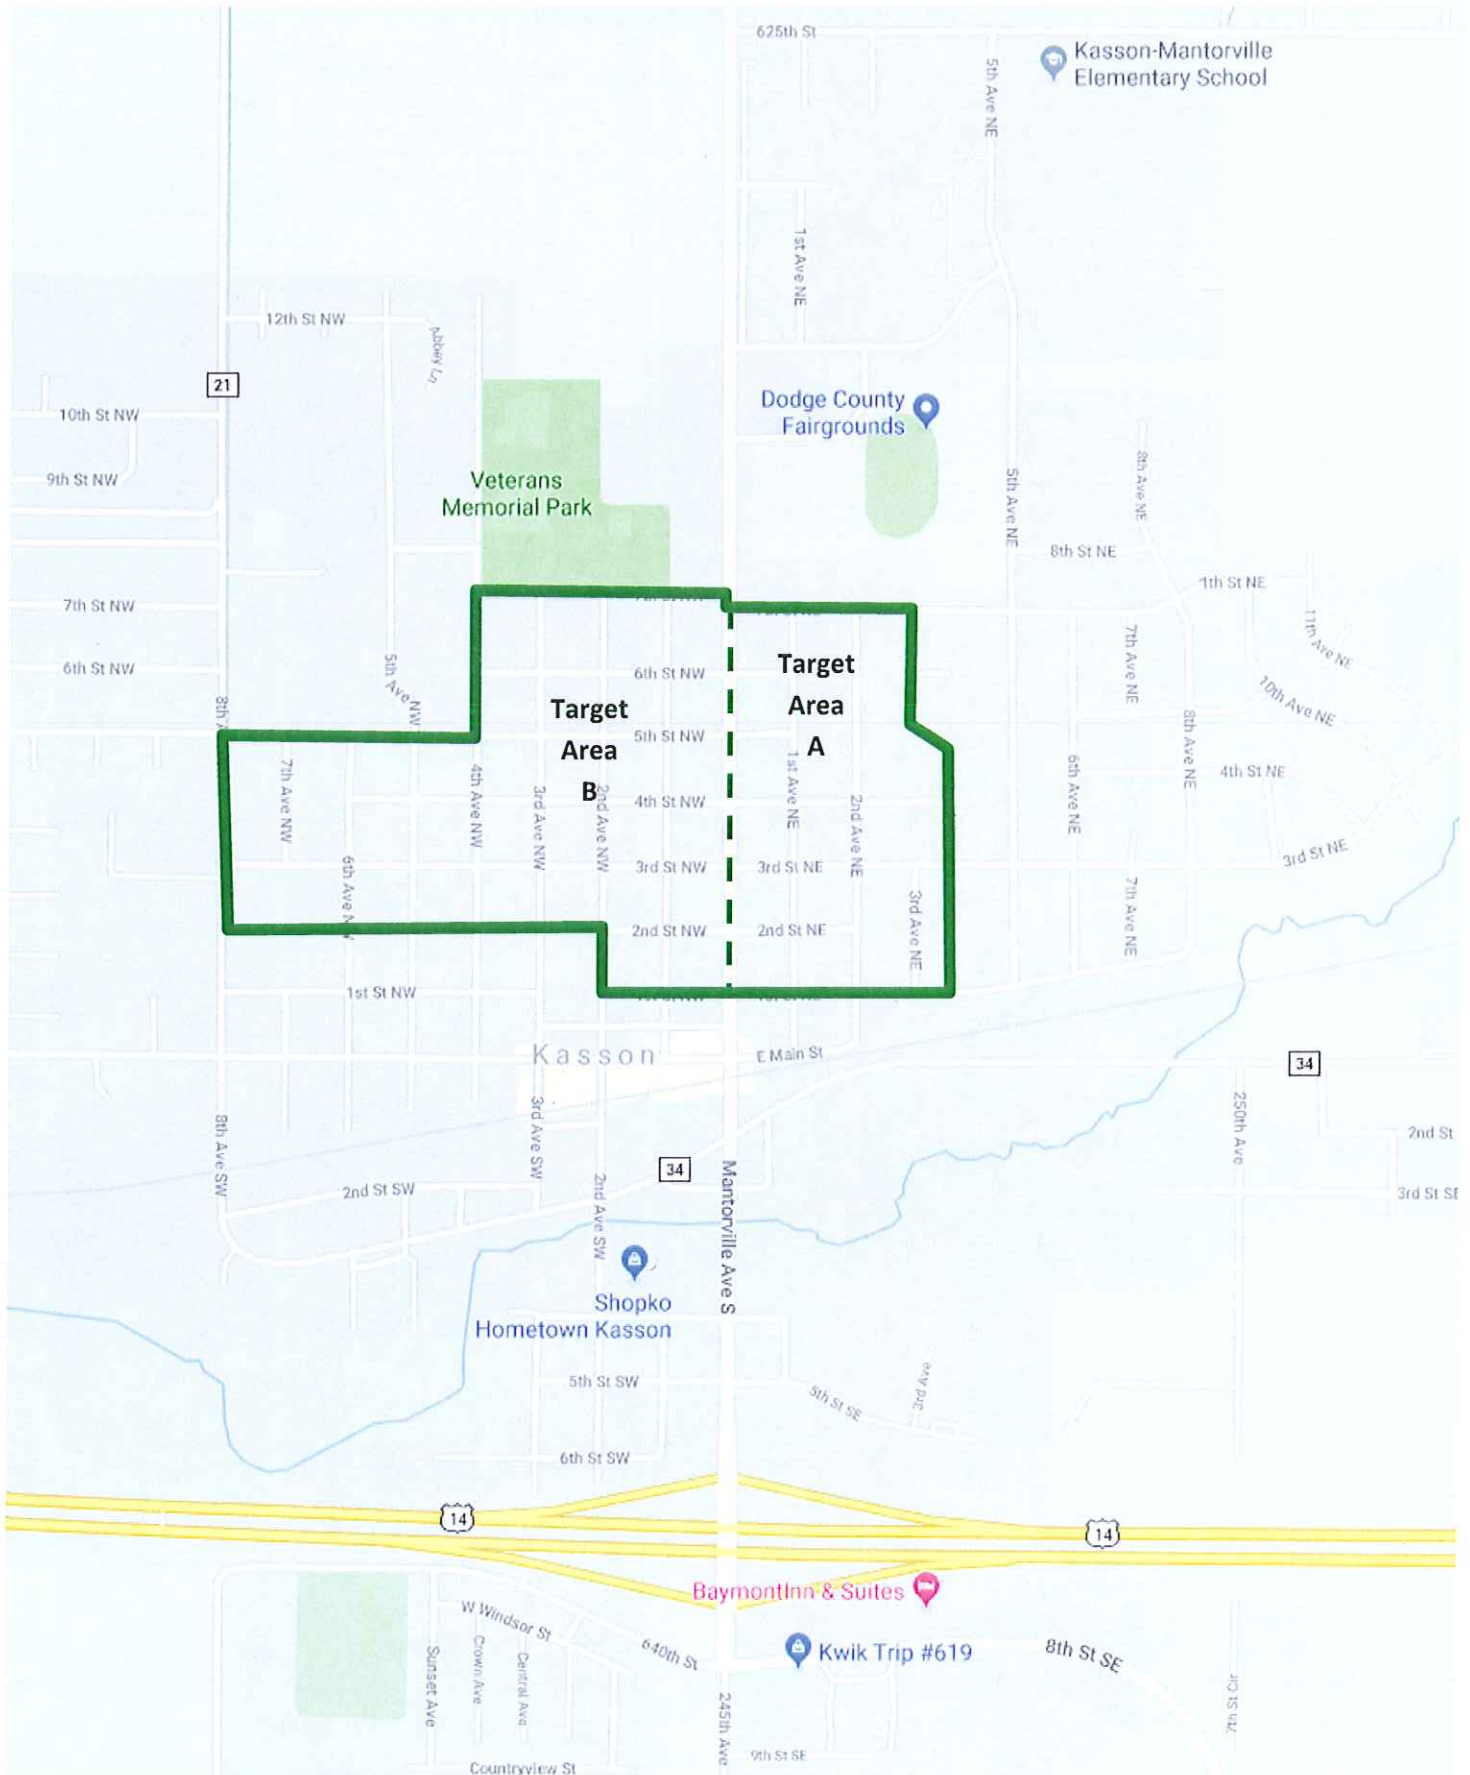 625th St
Kasson-Mantorville
Elementary School
5th Ave NE
1st Ave NE
12th St NW
Abbey Ln
21
10th St NW
Dodge County
Fairgrounds
9th St NW
Veterans
Memorial Park
5th Ave NE
8th Ave NE
8th St NE
7th St NW
11th Ave NE
6th St NW
5th Ave NW
6th St NW
Target
Area
A
7th Ave NE
10th Ave NE
8th
Target
Area
B
5th St NW
8th Ave NE
7th Ave NW
4th Ave NW
3rd Ave NW
2nd Ave NW
4th St NW
1st Ave NE
2nd Ave NE
6th Ave NE
4th St NE
6th Ave NW
3rd St NW
3rd St NE
3rd St NE
2nd St NW
2nd St NE
3rd Ave NE
7th Ave NE
1st St NW
Kasson
E Main St
34
8th Ave SW
3rd Ave SW
250th Ave
2nd St
34
2nd St SW
2nd Ave SW
Mantorville Ave S
3rd St SE
Shopko
Hometown Kasson
5th St SW
5th St SE
3rd Ave
6th St SW
14
14
BaymontInn & Suites
W Windsor St
640th St
Kwik Trip #619
8th St SE
Sunset Ave
Crown Ave
Central Ave
245th Ave
9th St SE
Countryview St